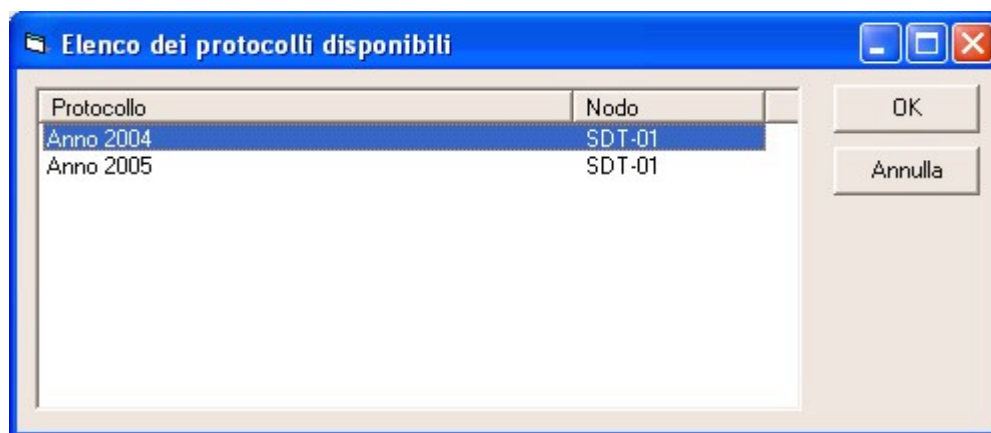 Elenco dei protocolli disponibili
Protocollo Nodo OK
Anno 2004 SDT-01
Anno 2005 SDT-01 Annulla